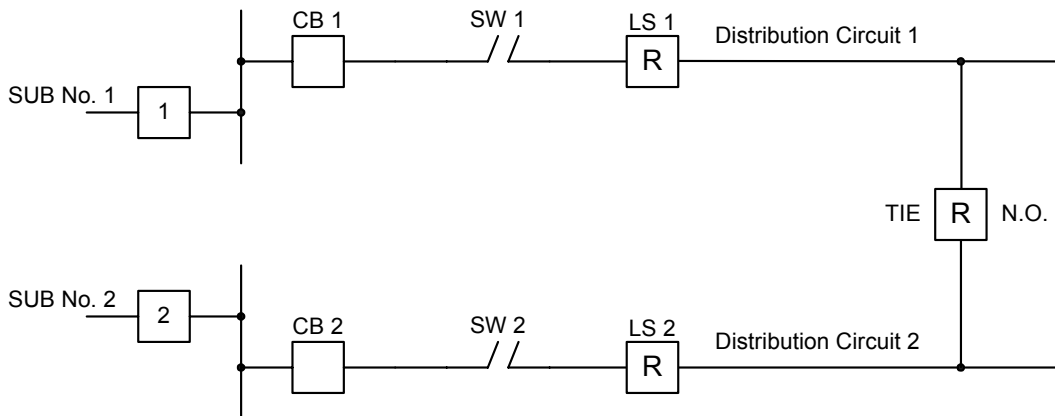 CB 1
SW 1
LS 1
R
Distribution Circuit 1
SUB No. 1
1
TIE
R
N.O.
SUB No. 2
2
CB 2
SW 2
LS 2
R
Distribution Circuit 2